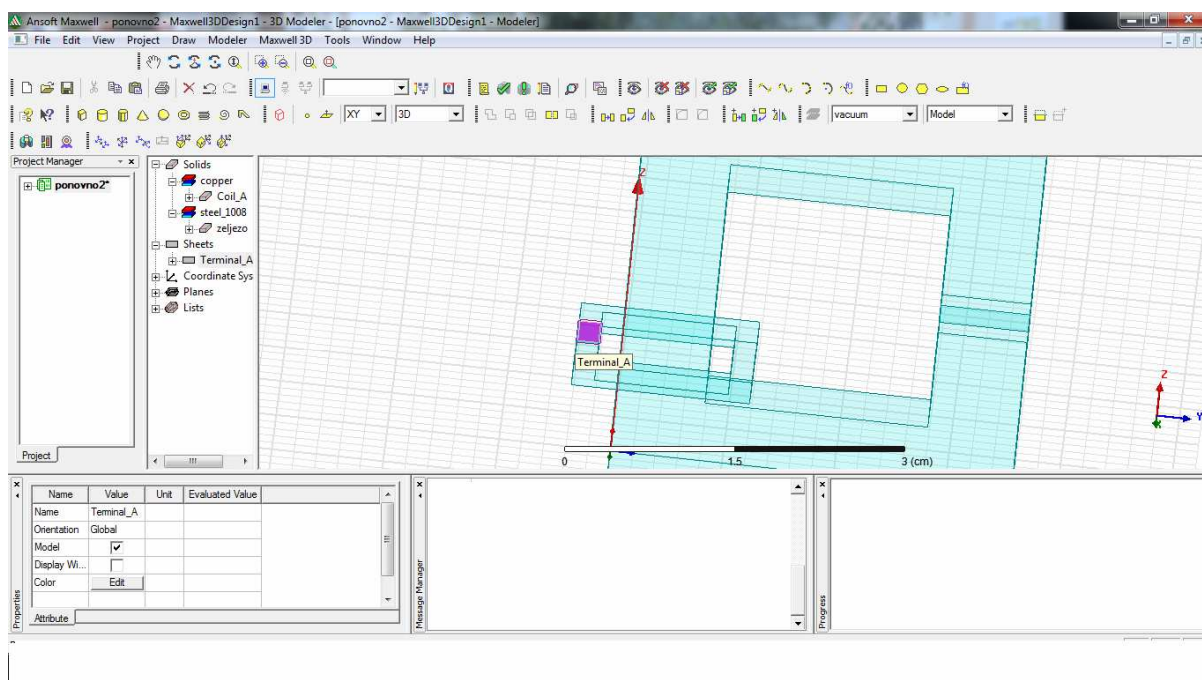 Ansoft Maxwell - ponovno2 - Maxwell3DDesign1 - 3D Modeler - [ponovno2 - Maxwell3DDesign1 - Modeler]
File Edit View Project Draw Modeler Maxwell 3D Tools Window Help
XY 3D vacuum Model
Project Manager
ponovno2*
Project
Solids
copper
Coil_A
steel_1008
zeljezo
Sheets
Terminal_A
Coordinate Sys
Planes
Lists
Z
Terminal_A
0 1.5 3 (cm)
Z
Y
Name Value Unit Evaluated Value
Name Terminal_A
Orientation Global
Model
Display Wi...
Color Edit
Attribute
Properties
Message Manager
Progress